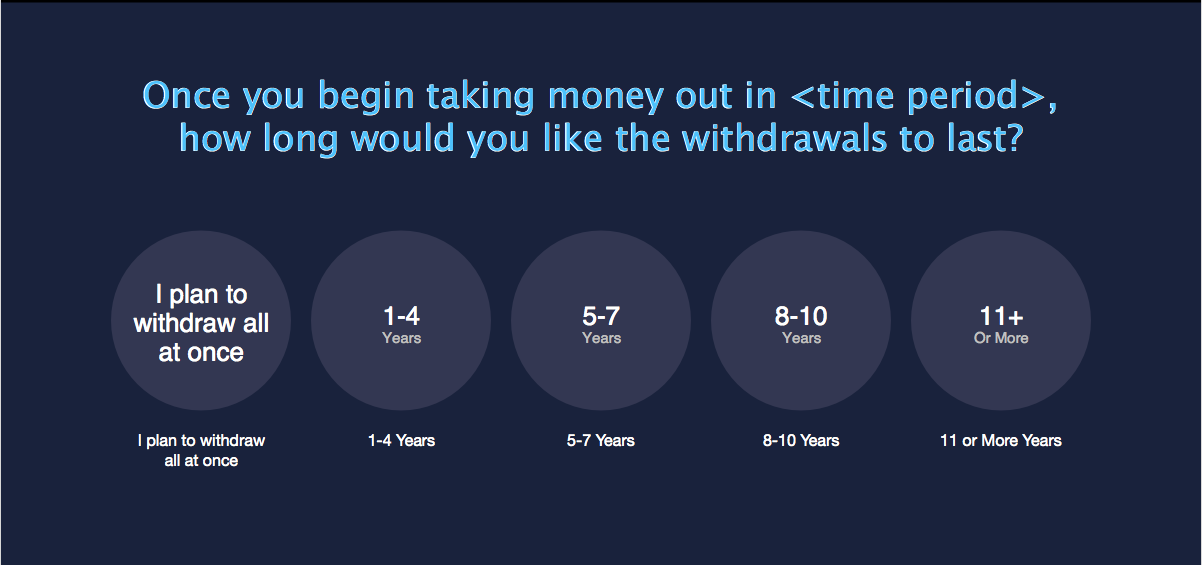 Once you begin taking money out in <time period>,
how long would you like the withdrawals to last?
I plan to
withdraw all
at once
1-4
Years
5-7
Years
8-10
Years
11+
Or More
I plan to withdraw
all at once
1-4 Years
5-7 Years
8-10 Years
11 or More Years